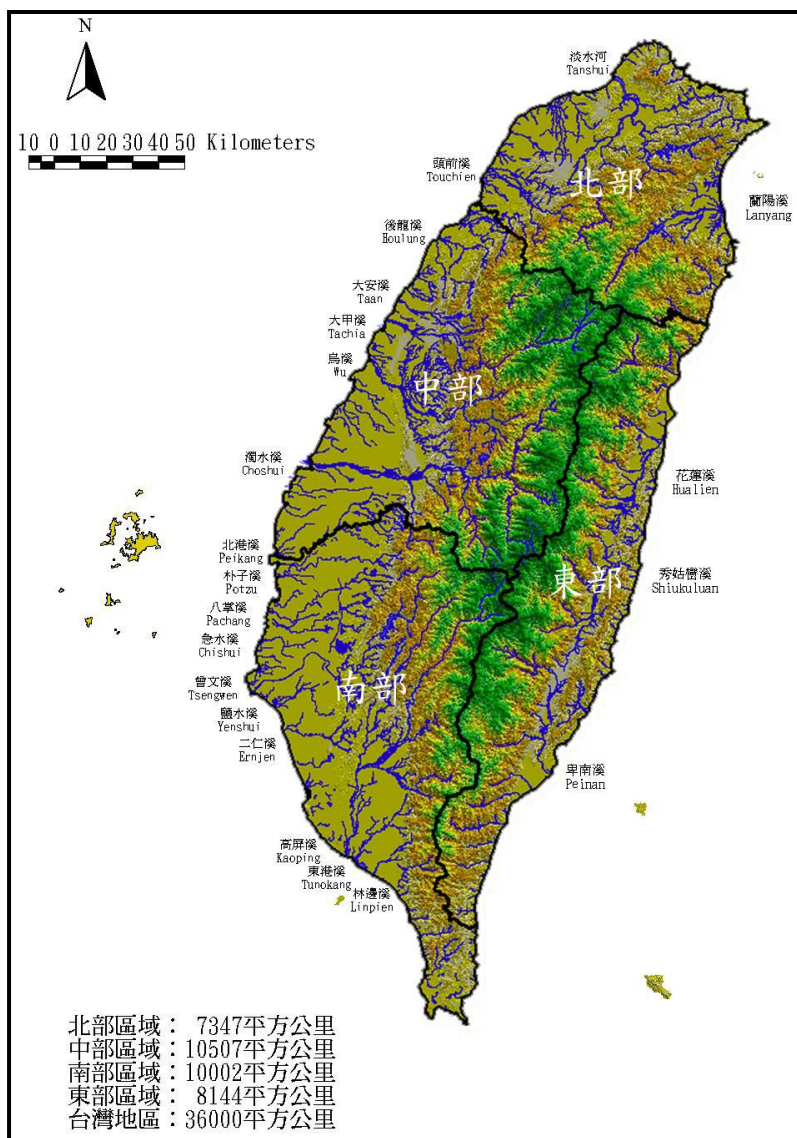 N
10 0 10 20 30 40 50 Kilometers
淡水河
Tanshui
頭前溪
Touchien
北部
蘭陽溪
Lanyang
後龍溪
Houlung
大安溪
Taan
大甲溪
Tachia
烏溪
Wu
中部
濁水溪
Choshui
花蓮溪
Hualien
北港溪
Peikang
朴子溪
Potzu
東部
秀姑巒溪
Shiukuluan
八掌溪
Pachang
急水溪
Chishui
曾文溪
Tsengwen
南部
鹽水溪
Yenshui
二仁溪
Ernjen
卑南溪
Peinan
高屏溪
Kaoping
東港溪
Tunokang
林邊溪
Linpien
北部區域： 7347平方公里
中部區域：10507平方公里
南部區域：10002平方公里
東部區域： 8144平方公里
台灣地區：36000平方公里